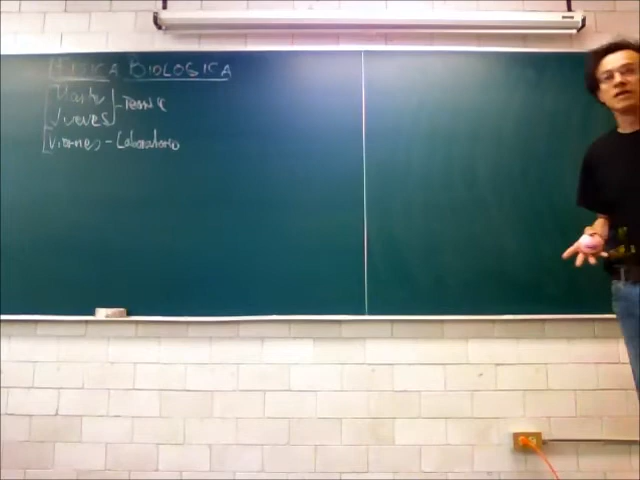 FISICA BIOLOGICA
Martes
Jueves - Teoria
Viernes - Laboratorio